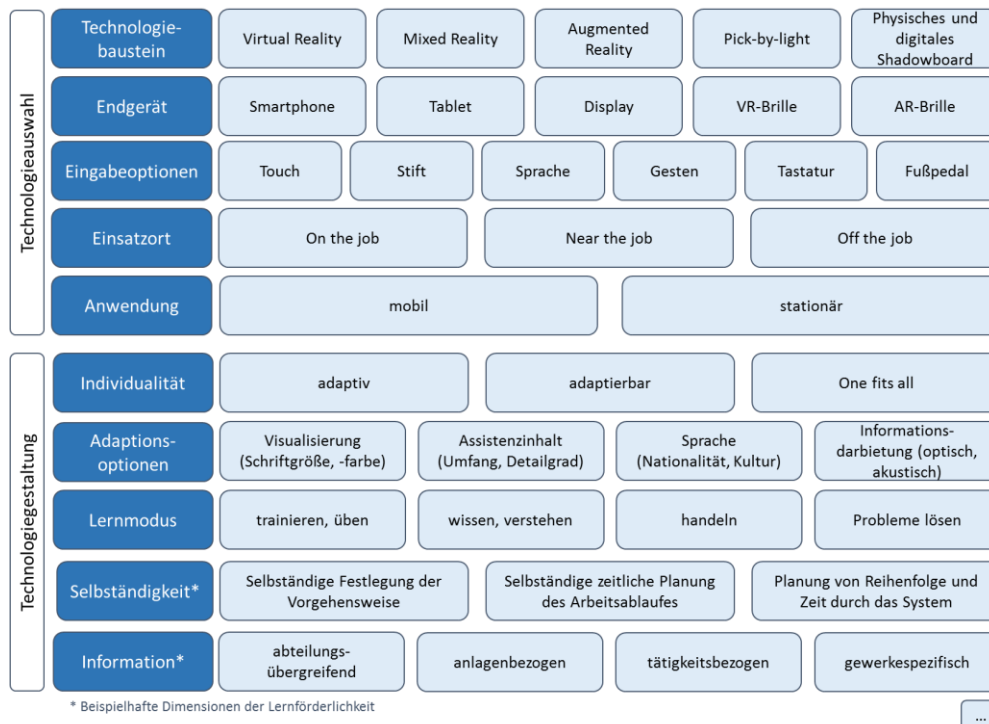 Technologieauswahl
Technologie-
baustein
Virtual Reality
Mixed Reality
Augmented
Reality
Pick-by-light
Physisches und
digitales
Shadowboard
Endgerät
Smartphone
Tablet
Display
VR-Brille
AR-Brille
Eingabeoptionen
Touch
Stift
Sprache
Gesten
Tastatur
Fußpedal
Einsatzort
On the job
Near the job
Off the job
Anwendung
mobil
stationär
Technologiegestaltung
Individualität
adaptiv
adaptierbar
One fits all
Adaptions-
optionen
Visualisierung
(Schriftgröße, -farbe)
Assistenzinhalt
(Umfang, Detailgrad)
Sprache
(Nationalität, Kultur)
Informations-
darbietung (optisch,
akustisch)
Lernmodus
trainieren, üben
wissen, verstehen
handeln
Probleme lösen
Selbständigkeit*
Selbständige Festlegung der
Vorgehensweise
Selbständige zeitliche Planung
des Arbeitsablaufes
Planung von Reihenfolge und
Zeit durch das System
Information*
abteilungs-
übergreifend
anlagenbezogen
tätigkeitsbezogen
gewerkespezifisch
* Beispielhafte Dimensionen der Lernförderlichkeit
...